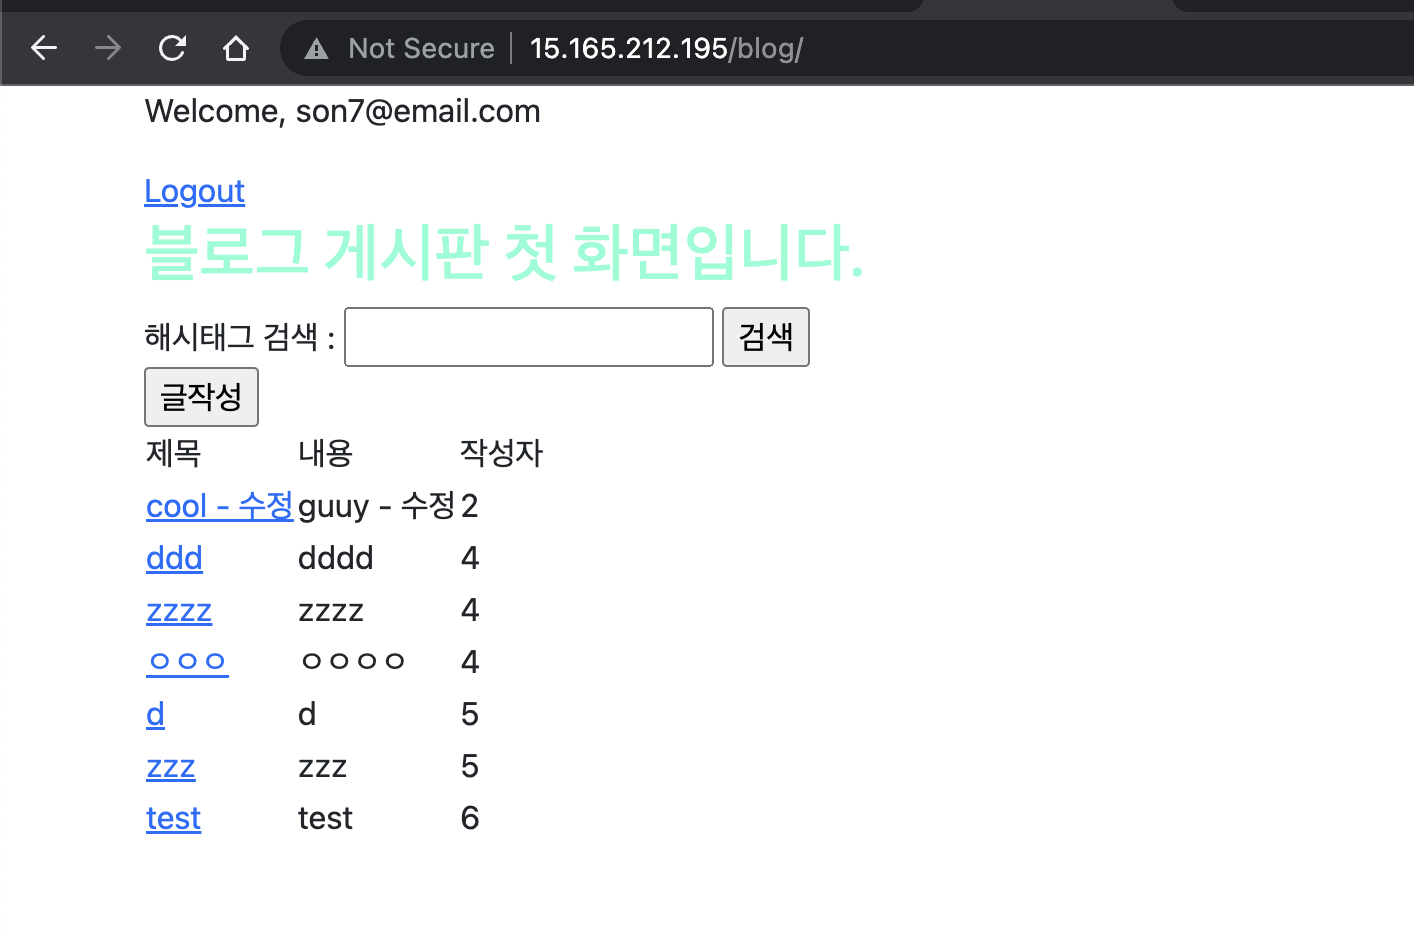 Not Secure | 15.165.212.195/blog/
Welcome, son7@email.com
Logout
블로그 게시판 첫 화면입니다.
해시태그 검색 : 검색
글작성
제목 내용 작성자
cool - 수정 guuy - 수정 2
ddd dddd 4
zzzz zzzz 4
ㅇㅇㅇ ㅇㅇㅇㅇ 4
d d 5
zzz zzz 5
test test 6